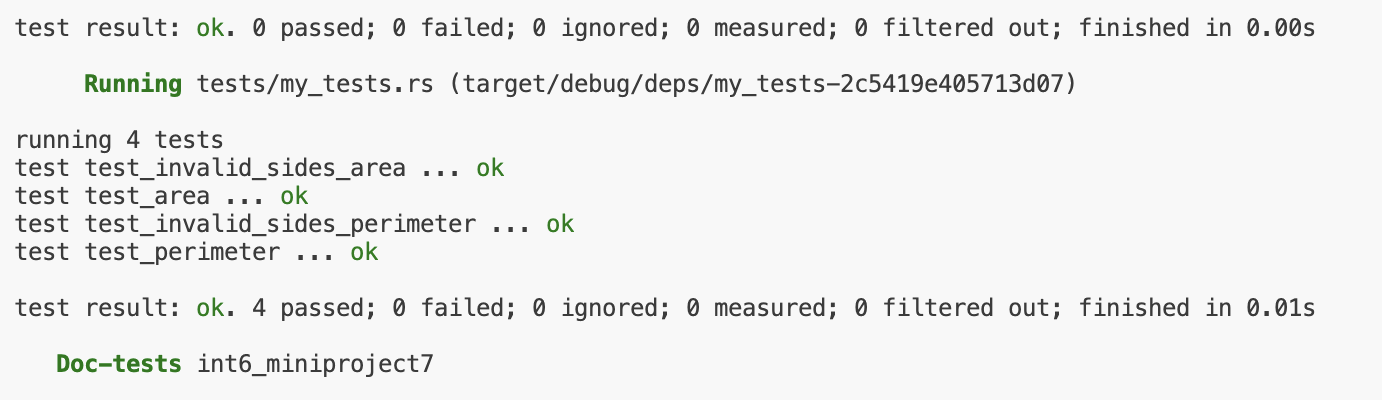 test result: ok. 0 passed; 0 failed; 0 ignored; 0 measured; 0 filtered out; finished in 0.00s
Running tests/my_tests.rs (target/debug/deps/my_tests-2c5419e405713d07)
running 4 tests
test test_invalid_sides_area ... ok
test test_area ... ok
test test_invalid_sides_perimeter ... ok
test test_perimeter ... ok
test result: ok. 4 passed; 0 failed; 0 ignored; 0 measured; 0 filtered out; finished in 0.01s
Doc-tests int6_miniproject7